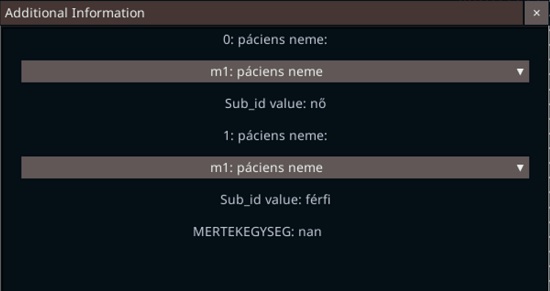 Additional Information
0: páciens neme:
m1: páciens neme
Sub_id value: nő
1: páciens neme:
m1: páciens neme
Sub_id value: férfi
MERTEKEGYSEG: nan